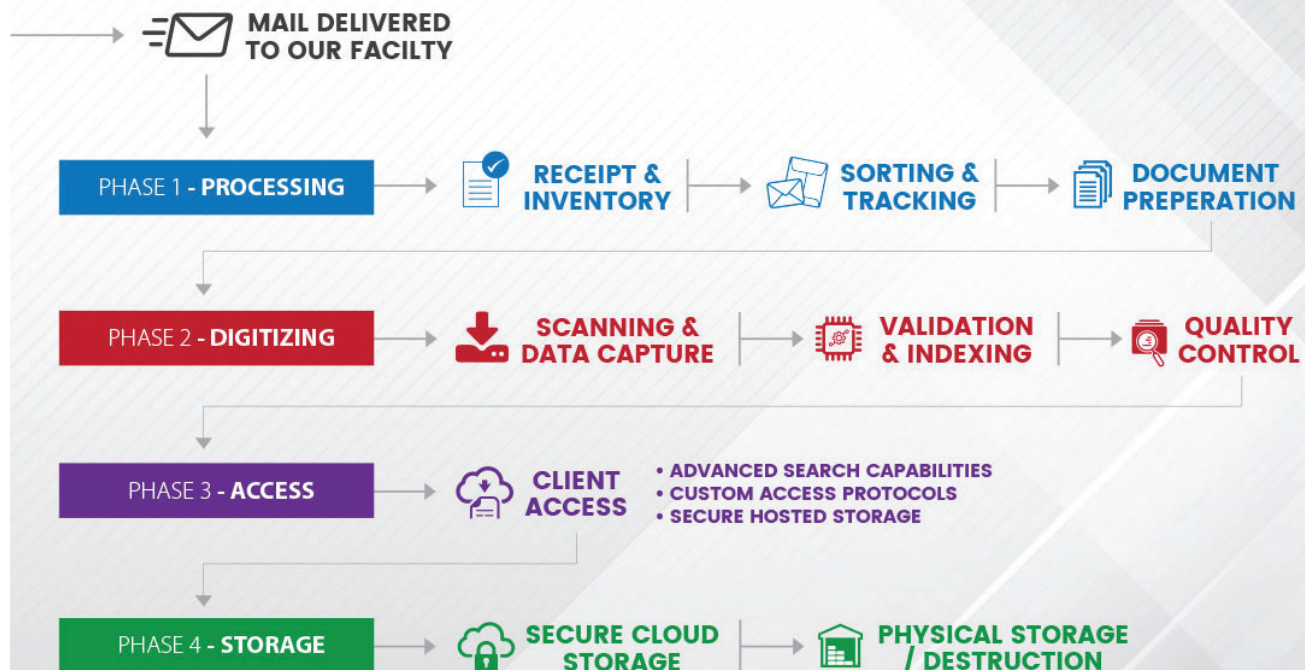 MAIL DELIVERED
TO OUR FACILTY
PHASE 1 - PROCESSING
RECEIPT &
INVENTORY
SORTING &
TRACKING
DOCUMENT
PREPERATION
PHASE 2 - DIGITIZING
SCANNING &
DATA CAPTURE
VALIDATION
& INDEXING
QUALITY
CONTROL
PHASE 3 - ACCESS
CLIENT
ACCESS
• ADVANCED SEARCH CAPABILITIES
• CUSTOM ACCESS PROTOCOLS
• SECURE HOSTED STORAGE
PHASE 4 - STORAGE
SECURE CLOUD
STORAGE
PHYSICAL STORAGE
/ DESTRUCTION